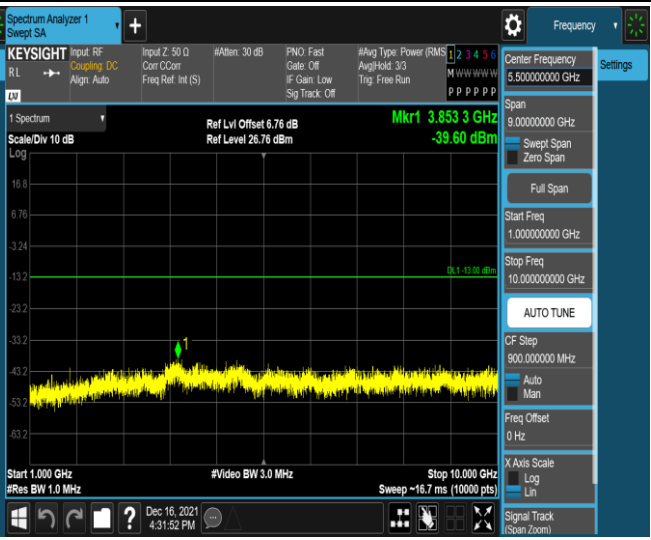 Spectrum Analyzer 1
Swept SA
+
Frequency
KEYSIGHT Input: RF Input Z: 50 Ω #Atten: 30 dB PNO: Fast #Avg Type: Power (RMS 1 2 3 4 5 6
RL Coupling: DC Corr CCorr Gate: Off Avg|Hold: 3/3 M W W W W W
Align: Auto Freq Ref: Int (S) IF Gain: Low Trig: Free Run
Sig Track: Off P P P P P P
LXI
1 Spectrum
Ref Lvl Offset 6.76 dB Mkr1 3.853 3 GHz
Scale/Div 10 dB Ref Level 26.76 dBm -39.60 dBm
Log
16.8
6.76
-3.24
-13.2
DL1 -13.00 dBm
-23.2
-33.2
1
-43.2
-53.2
-63.2
Start 1.000 GHz #Video BW 3.0 MHz Stop 10.000 GHz
#Res BW 1.0 MHz Sweep ~16.7 ms (10000 pts)
? Dec 16, 2021
4:31:52 PM
Settings
Center Frequency
5.500000000 GHz
Span
9.00000000 GHz
Swept Span
Zero Span
Full Span
Start Freq
1.000000000 GHz
Stop Freq
10.000000000 GHz
AUTO TUNE
CF Step
900.000000 MHz
Auto
Man
Freq Offset
0 Hz
X Axis Scale
Log
Lin
Signal Track
(Span Zoom)